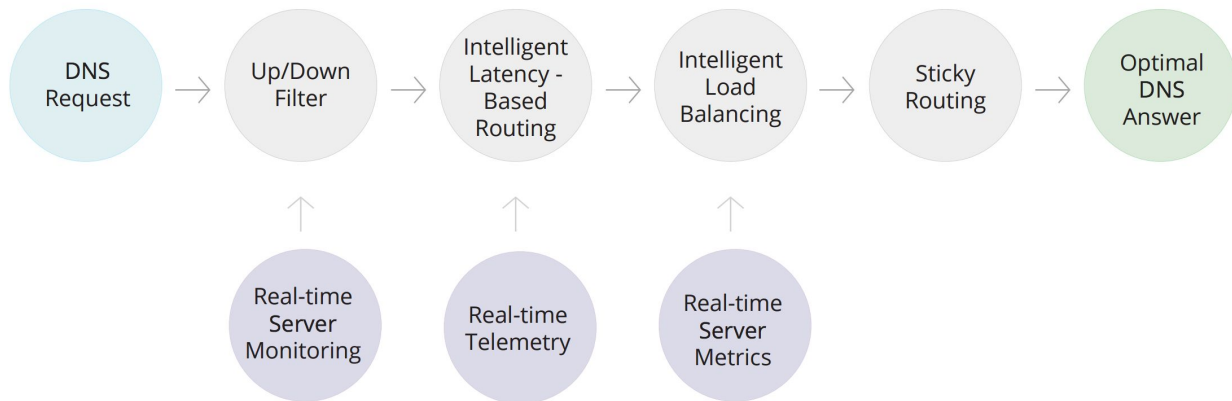 DNS
Request
Up/Down
Filter
Intelligent
Latency -
Based
Routing
Intelligent
Load
Balancing
Sticky
Routing
Optimal
DNS
Answer
Real-time
Server
Monitoring
Real-time
Telemetry
Real-time
Server
Metrics